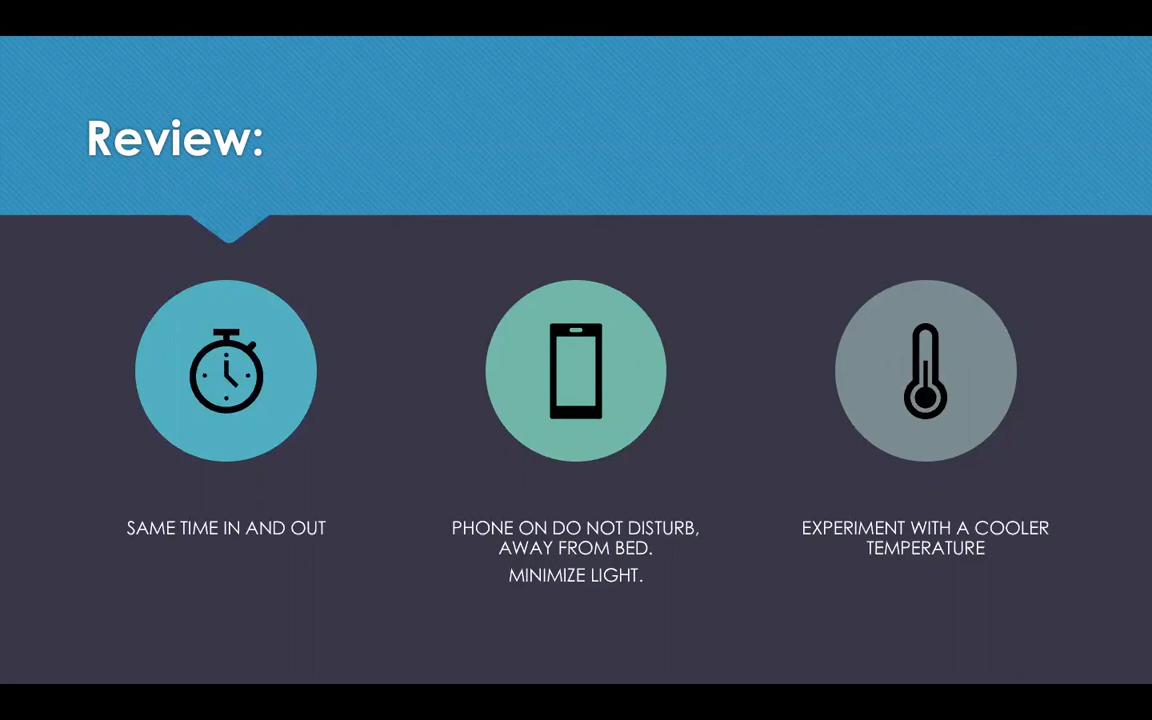 Review:
SAME TIME IN AND OUT
PHONE ON DO NOT DISTURB,
AWAY FROM BED.
MINIMIZE LIGHT.
EXPERIMENT WITH A COOLER
TEMPERATURE